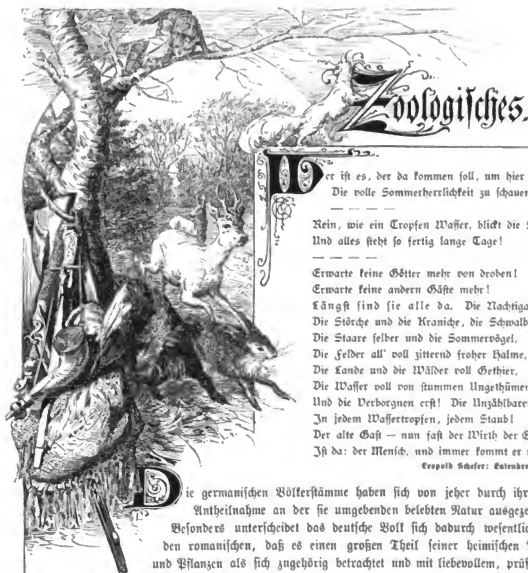 Zoologisches.
Wer ist es, der da kommen soll, um hier
Die volle Sommerherrlichkeit zu schauen
Rein, wie ein Tropfen Wasser, blickt die
Und alles steht so fertig lange Tage!
Erwarte keine Götter mehr von droben!
Erwarte keine andern Gäste mehr!
Längst sind sie alle da. Die
Die Störche und die Kraniche, die
Die Staare selber und die Sommervögel,
Die Felder all' voll zitternd froher Halme,
Die Lande und die Wälder voll Gethier,
Die Wasser voll von stummen
Und die Verborgnen erst! Die
In jedem Wassertropfen, jedem Staub!
Der alte Gast — nun fast der Wirth der
Ist da: der Mensch, und immer kommt er
Leopold Schefer:
Die germanischen Völkerstämme haben sich von jeher durch
Antheilnahme an der sie umgebenden belebten Natur
Besonders unterscheidet das deutsche Volk sich dadurch
den romanischen, daß es einen großen Theil seiner heimischen
und Pflanzen als sich zugehörig betrachtet und mit liebevollem,